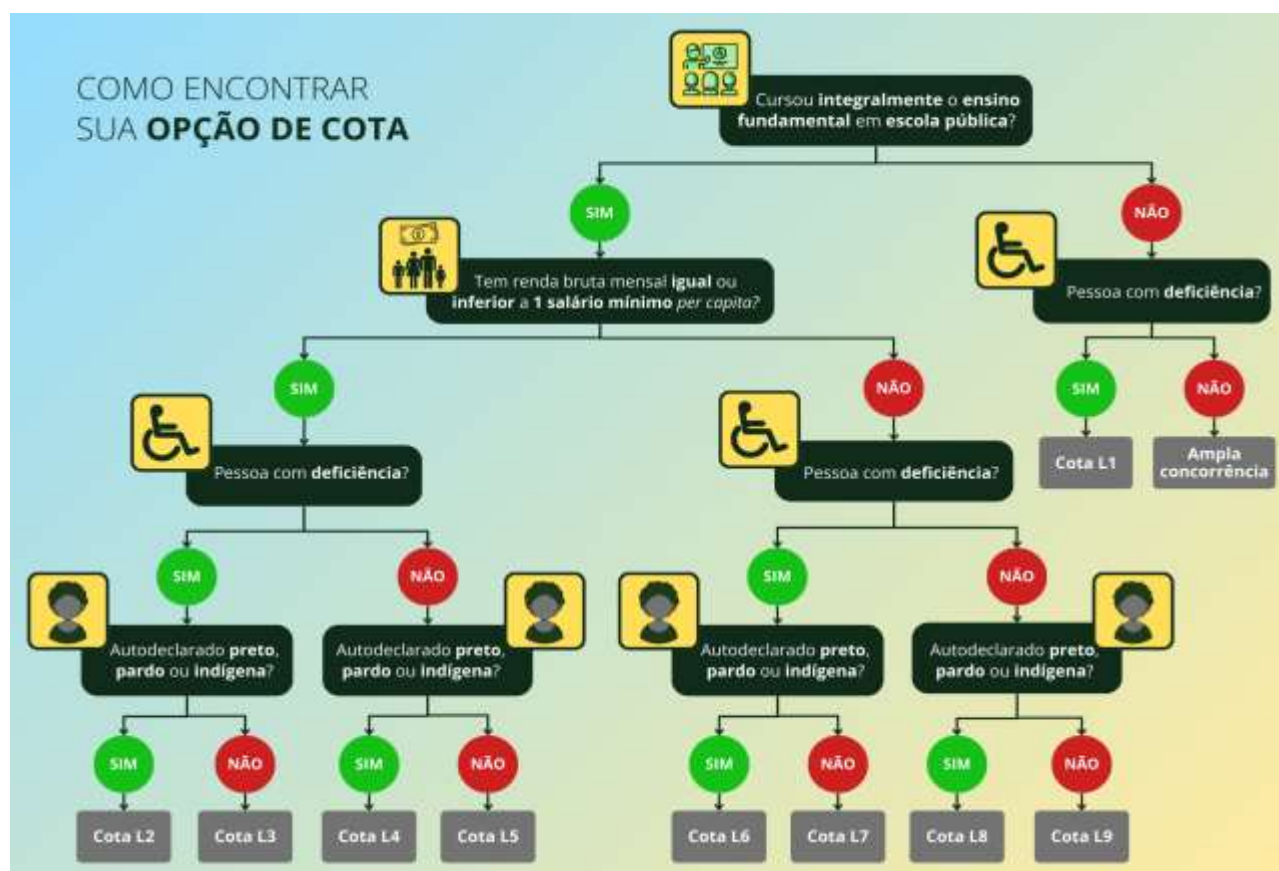 COMO ENCONTRAR
SUA OPÇÃO DE COTA
Cursou integralmente o ensino
fundamental em escola pública?
SIM
NÃO
Tem renda bruta mensal igual ou
inferior a 1 salário mínimo per capita?
Pessoa com deficiência?
SIM
NÃO
SIM
NÃO
Cota L1
Ampla
concorrência
Pessoa com deficiência?
Pessoa com deficiência?
SIM
NÃO
SIM
NÃO
Autodeclarado preto,
pardo ou indígena?
Autodeclarado preto,
pardo ou indígena?
Autodeclarado preto,
pardo ou indígena?
Autodeclarado preto,
pardo ou indígena?
SIM
NÃO
SIM
NÃO
SIM
NÃO
SIM
NÃO
Cota L2
Cota L3
Cota L4
Cota L5
Cota L6
Cota L7
Cota L8
Cota L9